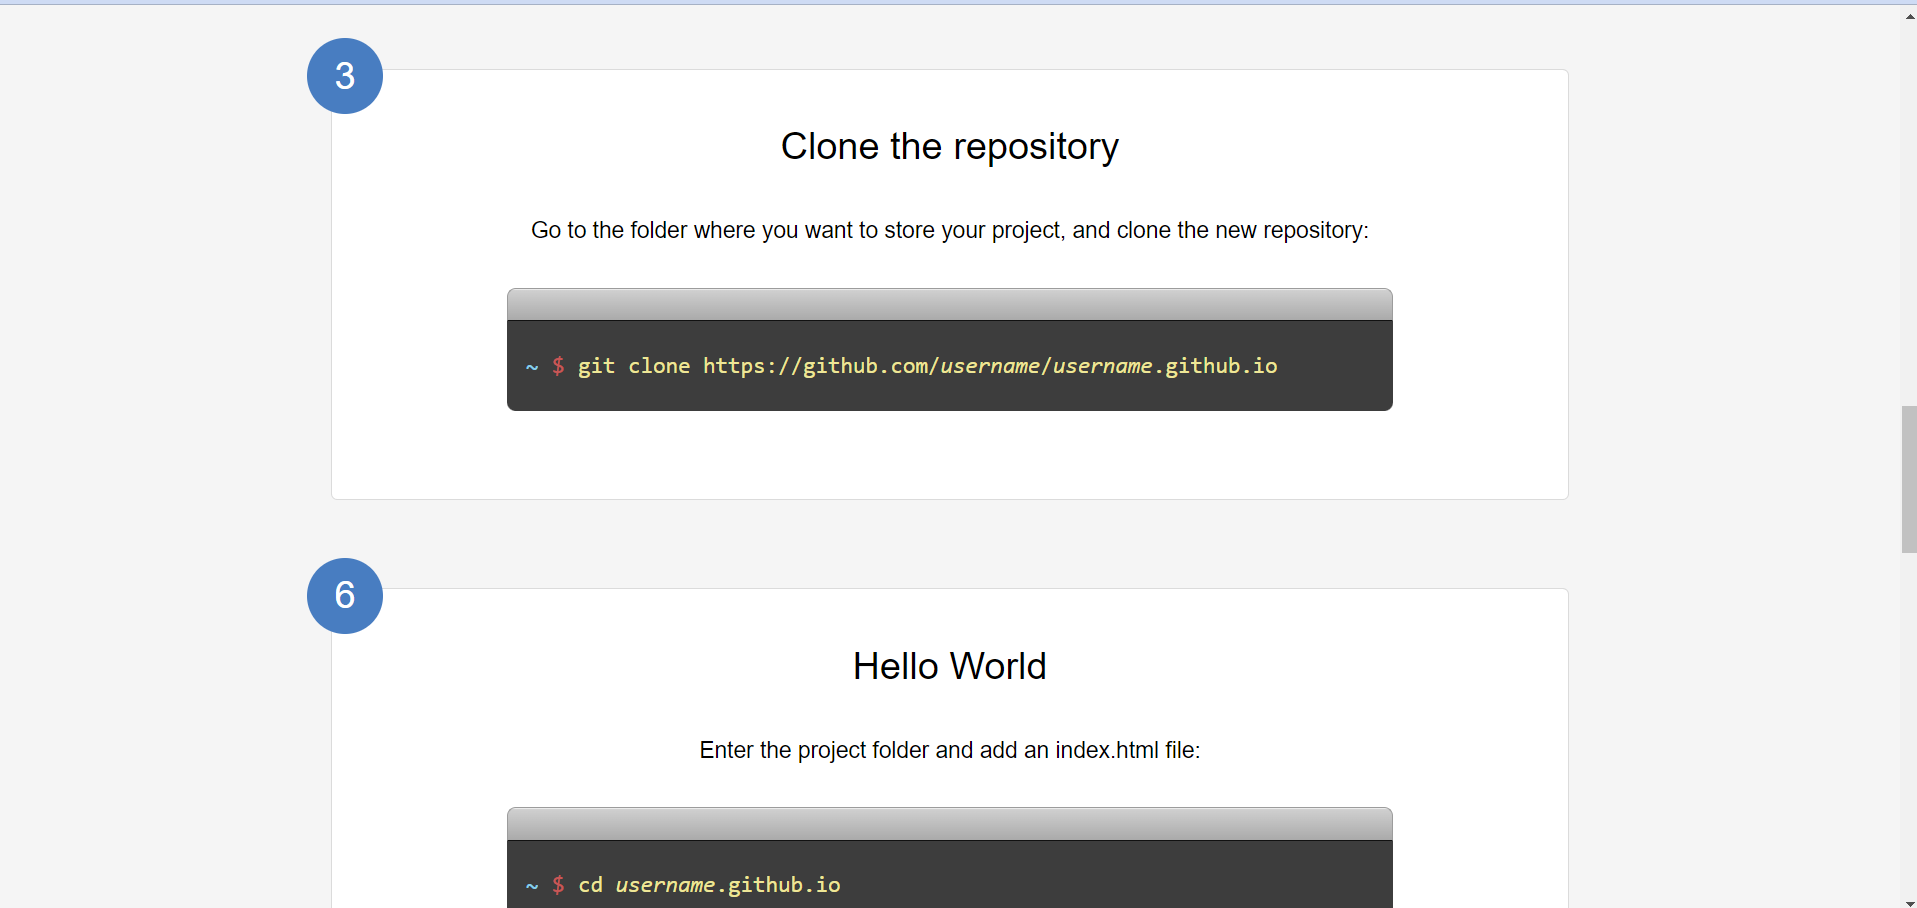 3
Clone the repository
Go to the folder where you want to store your project, and clone the new repository:
~ $ git clone https://github.com/username/username.github.io
6
Hello World
Enter the project folder and add an index.html file:
~ $ cd username.github.io